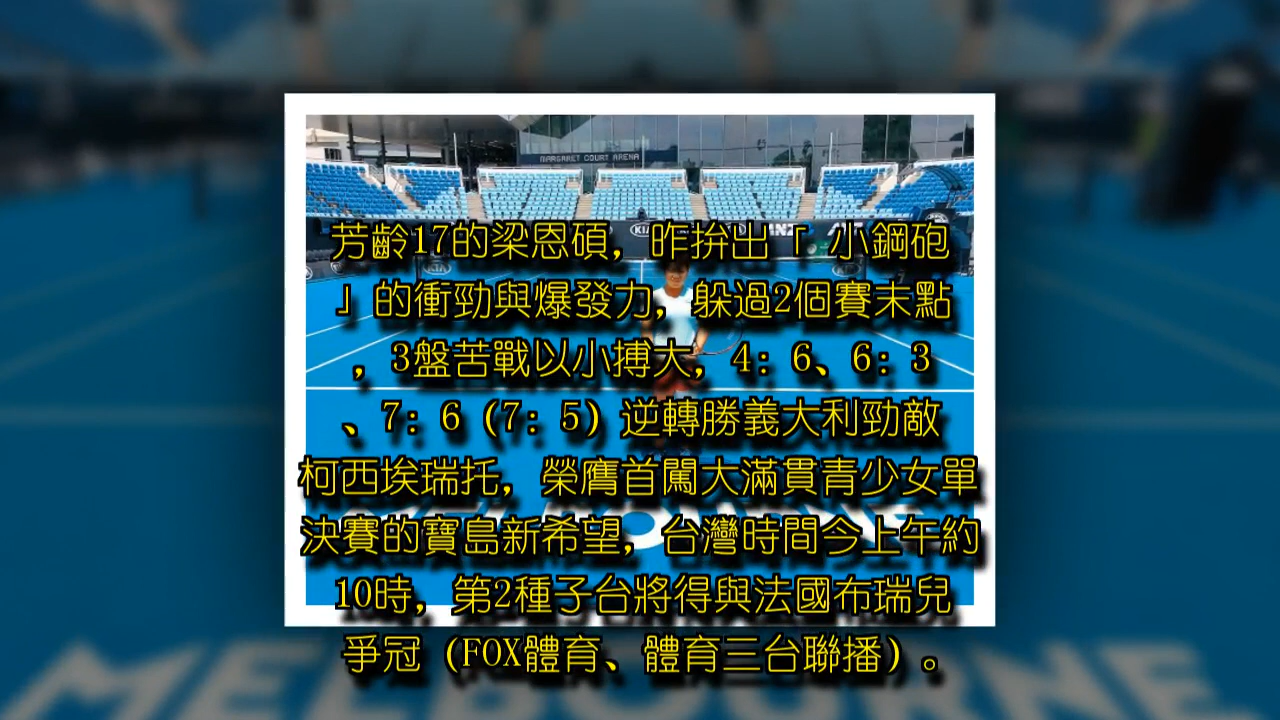 MARGARET COURT ARENA
芳齡17的梁恩碩，昨拚出「 小鋼砲
」的衝勁與爆發力，躲過2個賽末點
，3盤苦戰以小搏大，4：6、6：3
、7：6（7：5）逆轉勝義大利勁敵
柯西埃瑞托，榮膺首闖大滿貫青少女單
決賽的寶島新希望，台灣時間今上午約
10時，第2種子台將得與法國布瑞兒
爭冠（FOX體育、體育三台聯播）。
MELBOURNE